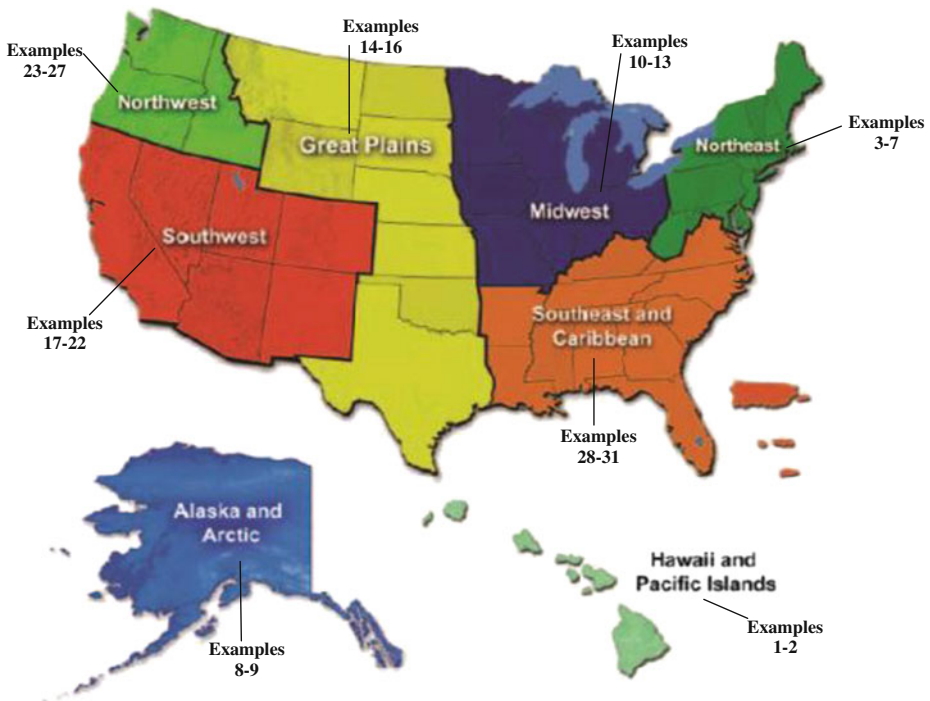 Examples
14-16
Examples
10-13
Examples
23-27
Northwest
Great Plains
Northeast
Examples
3-7
Midwest
Southwest
Examples
17-22
Southeast and
Caribbean
Examples
28-31
Alaska and
Arctic
Hawaii and
Pacific Islands
Examples
8-9
Examples
1-2